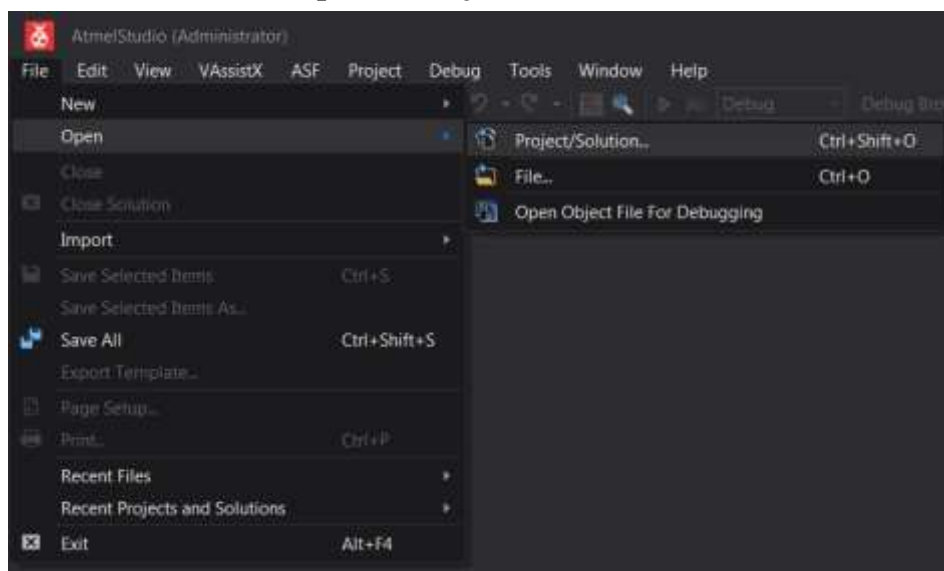 AtmelStudio (Administrator)
File Edit View VAssistX ASF Project Debug Tools Window Help
New
Debug
Debug
Open
Project/Solution... Ctrl+Shift+O
Close
File... Ctrl+O
Close Solution
Open Object File For Debugging
Import
Save Selected Items Ctrl+S
Save Selected Items As...
Save All Ctrl+Shift+S
Export Template...
Page Setup...
Print... Ctrl+P
Recent Files
Recent Projects and Solutions
Exit Alt+F4